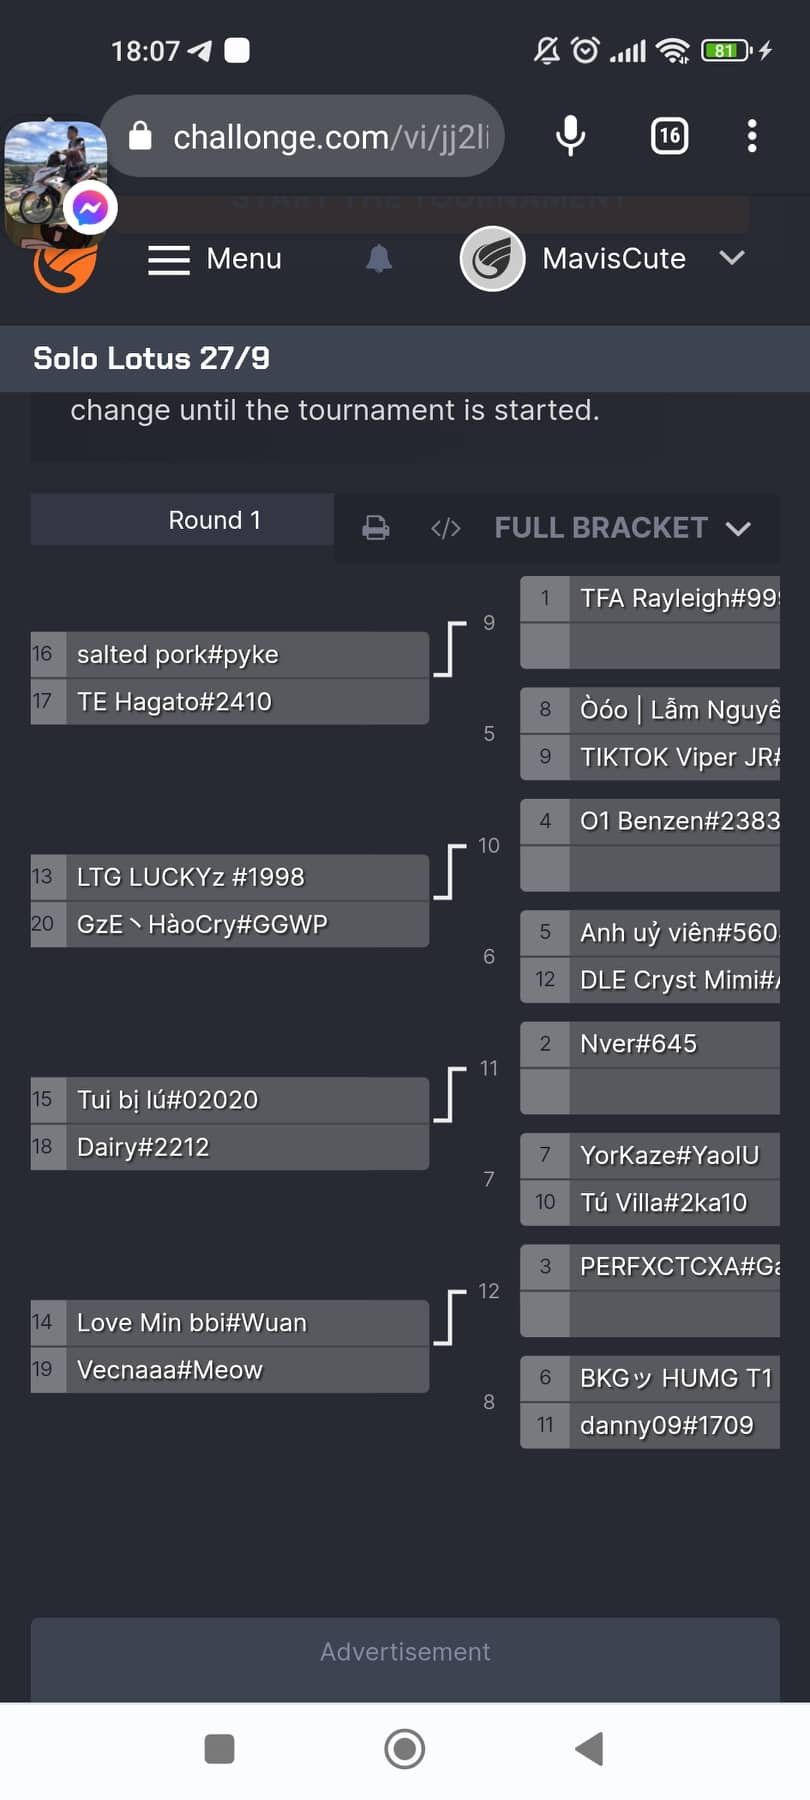 18:07
81
challonge.com/vi/jj2li
16
START THE TOURNAMENT
Menu
MavisCute
Solo Lotus 27/9
change until the tournament is started.
Round 1
</>
FULL BRACKET
16 salted pork#pyke
17 TE Hagato#2410
13 LTG LUCKYz #1998
20 GzE丶HàoCry#GGWP
15 Tui bị lú#02020
18 Dairy#2212
14 Love Min bbi#Wuan
19 Vecnaaa#Meow
9
1 TFA Rayleigh#999
5
8 Òóo | Lẫm Nguyê
9 TIKTOK Viper JR#
10
4 O1 Benzen#2383
6
5 Anh uỷ viên#560
12 DLE Cryst Mimi#
11
2 Nver#645
7
7 YorKaze#YaoIU
10 Tú Villa#2ka10
12
3 PERFXCTCXA#Ga
8
6 BKGッ HUMG T1
11 danny09#1709
Advertisement